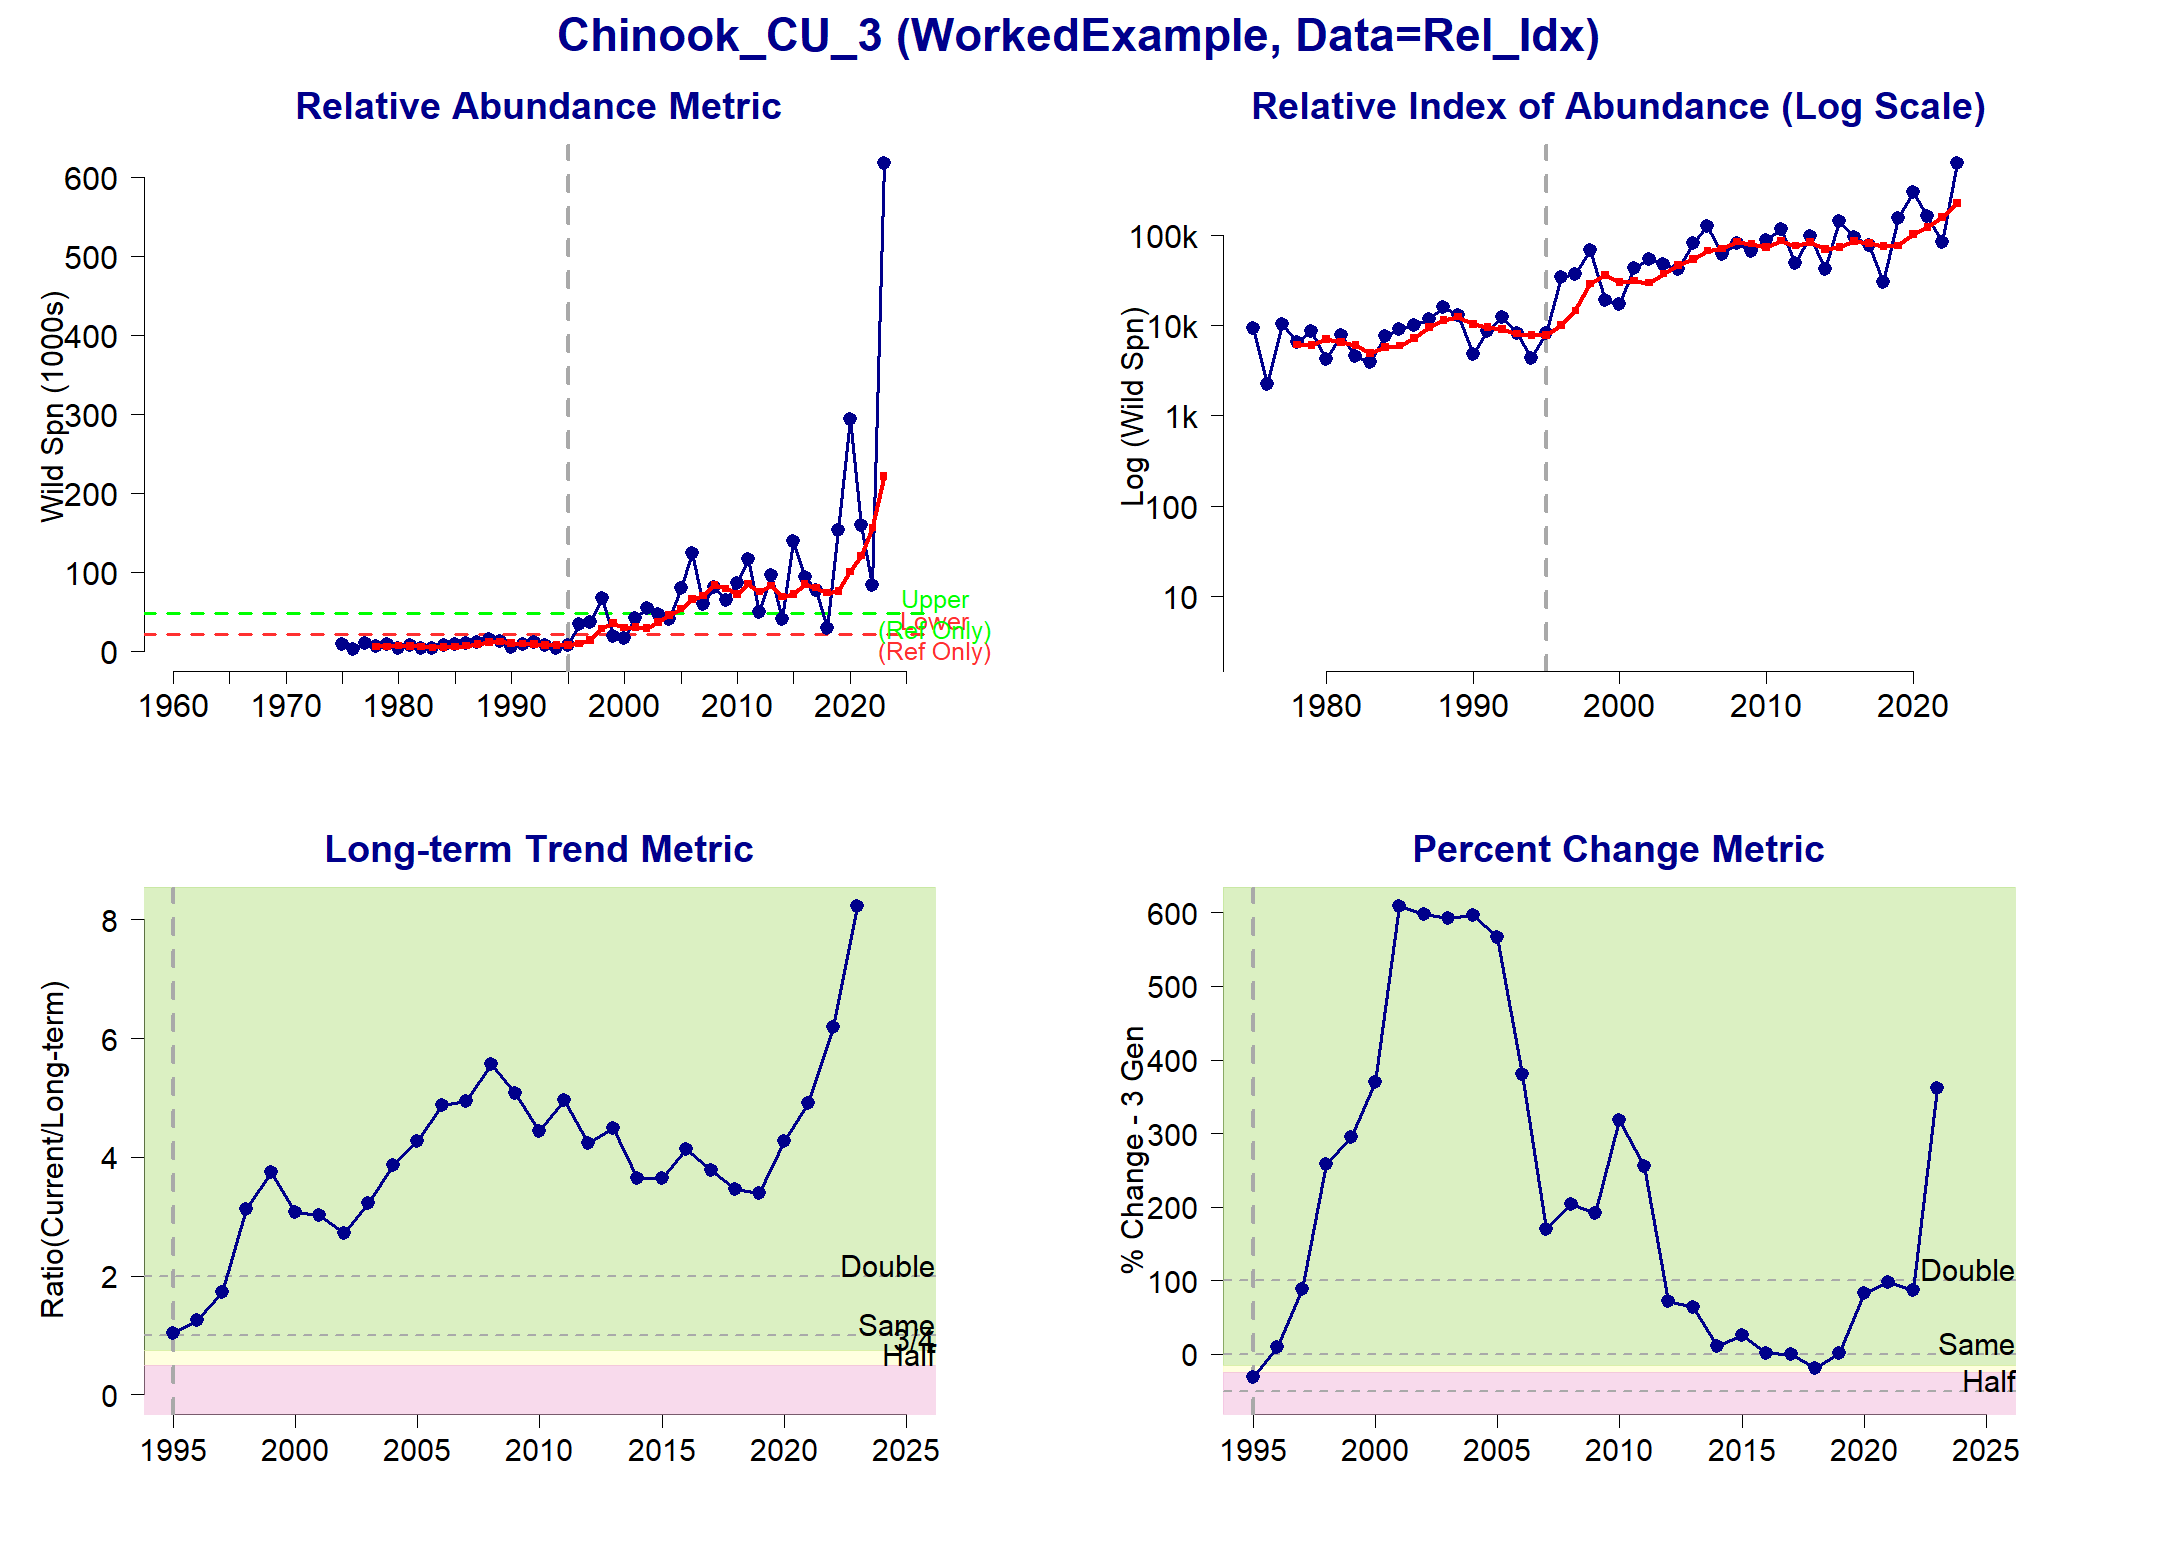 Chinook_CU_3 (WorkedExample, Data=Rel_Idx)
Relative Abundance Metric
Wild Spn (1000s)
600
500
400
300
200
100
0
Upper
(Ref Only)
Lower
(Ref Only)
1960 1970 1980 1990 2000 2010 2020
Relative Index of Abundance (Log Scale)
Log (Wild Spn)
100k
10k
1k
100
10
1980 1990 2000 2010 2020
Long-term Trend Metric
Ratio(Current/Long-term)
8
6
4
2
0
Double
Same
3/4
Half
1995 2000 2005 2010 2015 2020 2025
Percent Change Metric
% Change - 3 Gen
600
500
400
300
200
100
0
Double
Same
Half
1995 2000 2005 2010 2015 2020 2025